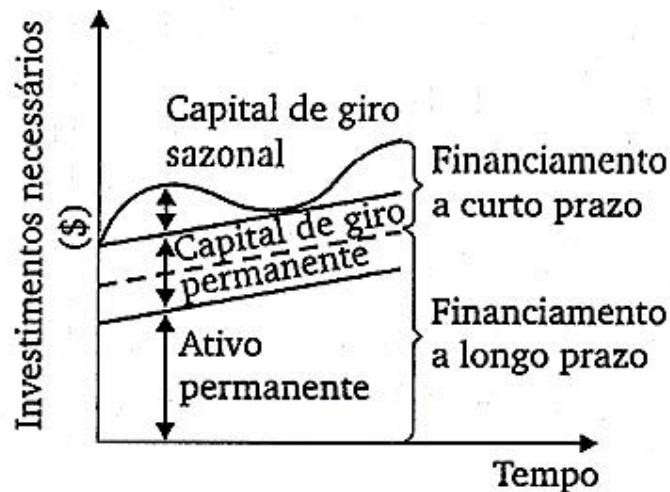 Investimentos necessários
($)
Capital de giro
sazonal
Capital de giro
permanente
Ativo
permanente
Financiamento
a curto prazo
Financiamento
a longo prazo
Tempo